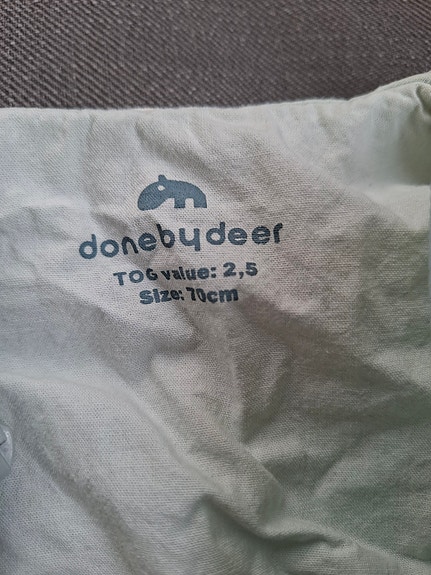 donebydeer
TOG value: 2,5
Size: 70cm